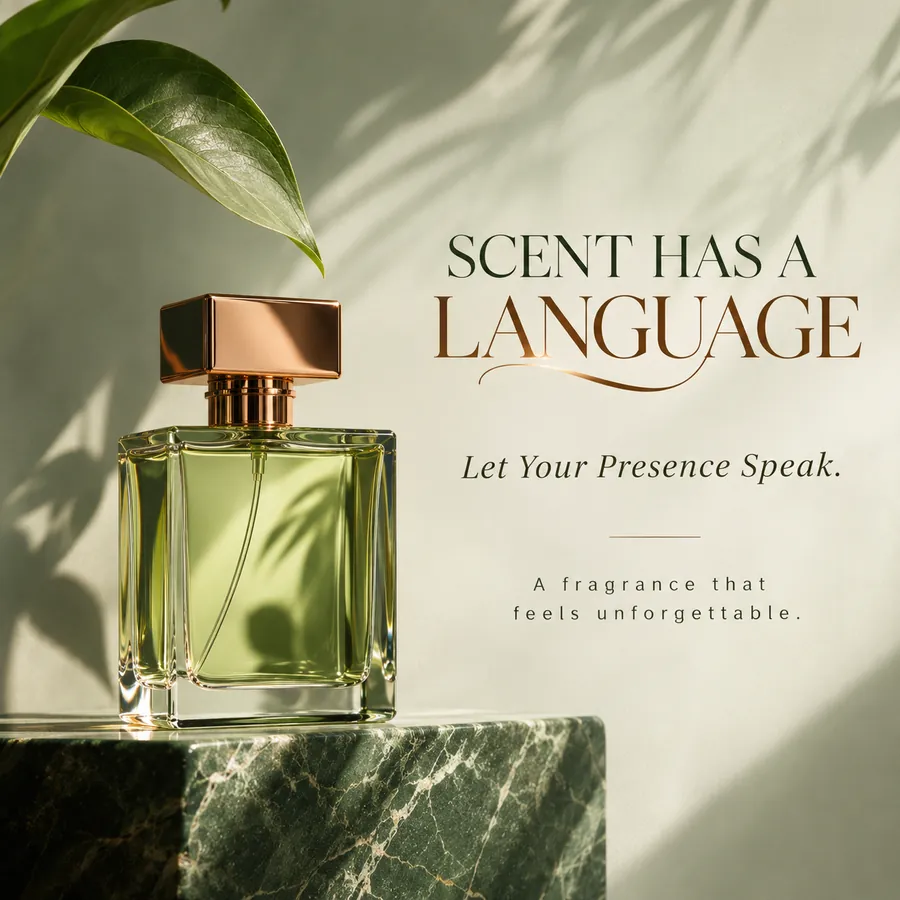 SCENT HAS A
LANGUAGE
Let Your Presence Speak.
A fragrance that
feels unforgettable.